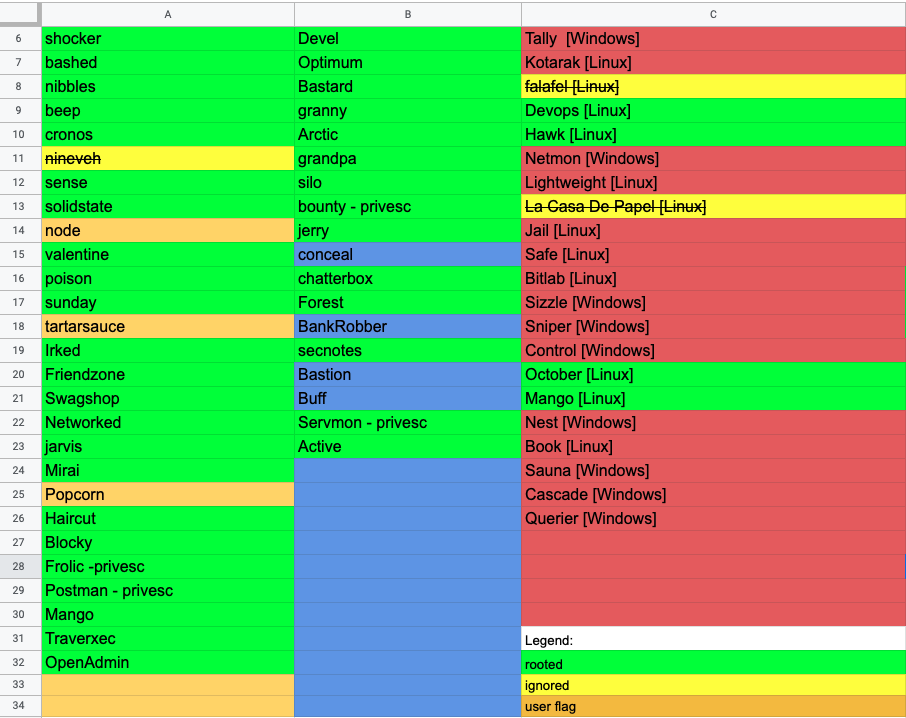 A B C
6 shocker Devel Tally [Windows]
7 bashed Optimum Kotarak [Linux]
8 nibbles Bastard falafel [Linux]
9 beep granny Devops [Linux]
10 cronos Arctic Hawk [Linux]
11 nineveh grandpa Netmon [Windows]
12 sense silo Lightweight [Linux]
13 solidstate bounty - privesc La Casa De Papel [Linux]
14 node jerry Jail [Linux]
15 valentine conceal Safe [Linux]
16 poison chatterbox Bitlab [Linux]
17 sunday Forest Sizzle [Windows]
18 tartarsauce BankRobber Sniper [Windows]
19 Irked secnotes Control [Windows]
20 Friendzone Bastion October [Linux]
21 Swagshop Buff Mango [Linux]
22 Networked Servmon - privesc Nest [Windows]
23 jarvis Active Book [Linux]
24 Mirai Sauna [Windows]
25 Popcorn Cascade [Windows]
26 Haircut Querier [Windows]
27 Blocky
28 Frolic -privesc
29 Postman - privesc
30 Mango
31 Traverxec Legend:
32 OpenAdmin rooted
33 ignored
34 user flag